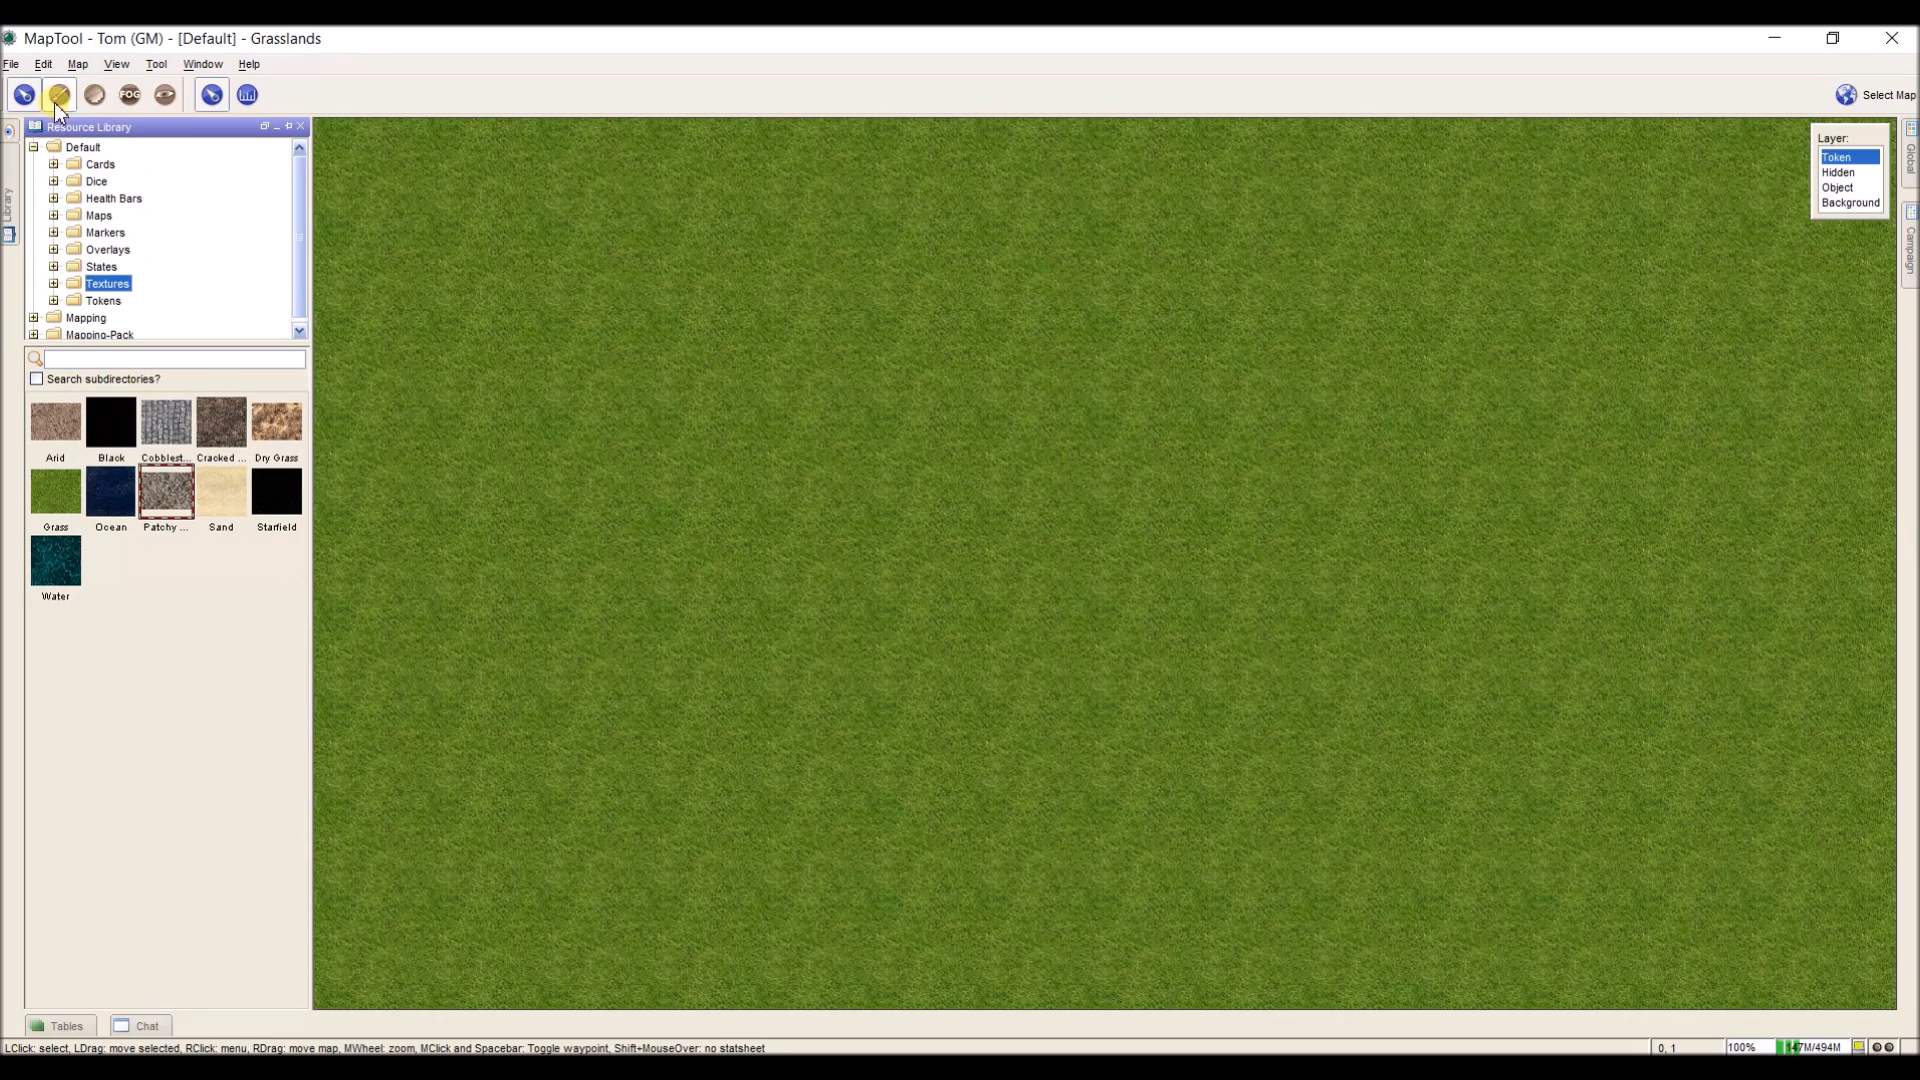 MapTool - Tom (GM) - [Default] - Grasslands
File Edit Map View Tool Window Help
FOG
Select Map
Resource Library
Default
Cards
Dice
Health Bars
Maps
Markers
Overlays
States
Textures
Tokens
Mapping
Mapping-Pack
Library
Search subdirectories?
Arid Black Cobblest... Cracked ... Dry Grass
Grass Ocean Patchy ... Sand Starfield
Water
Layer:
Token
Hidden
Object
Background
Global
Campaign
Tables Chat
LClick: select, LDrag: move selected, RClick: menu, RDrag: move map, MWheel: zoom, MClick and Spacebar: Toggle waypoint, Shift+MouseOver: no statsheet
0, 1 100% 147M/494M